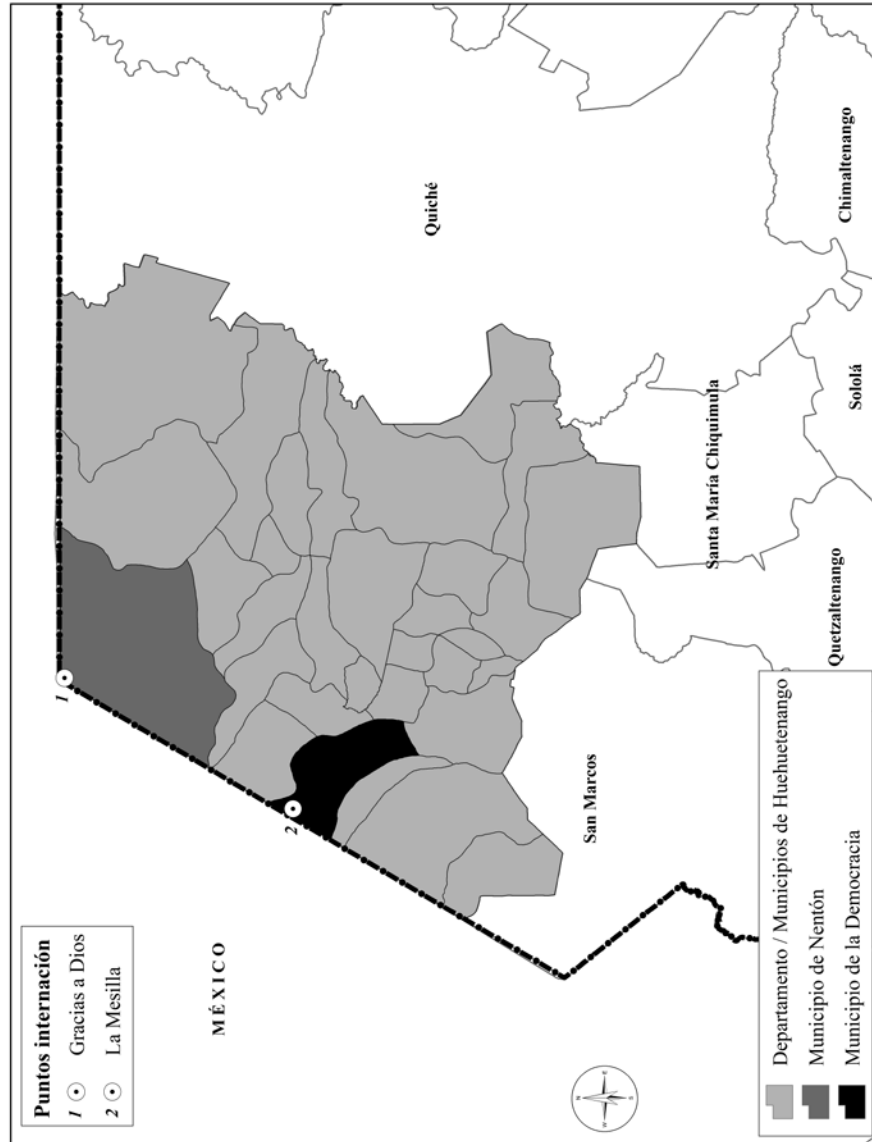 Puntos internación
1 Gracias a Dios
2 La Mesilla
MÉXICO
1
2
Quiché
San Marcos
Santa María Chiquimula
Quetzaltenango
Sololá
Chimaltenango
N
W E
S
Departamento / Municipios de Huehuetenango
Municipio de Nentón
Municipio de la Democracia